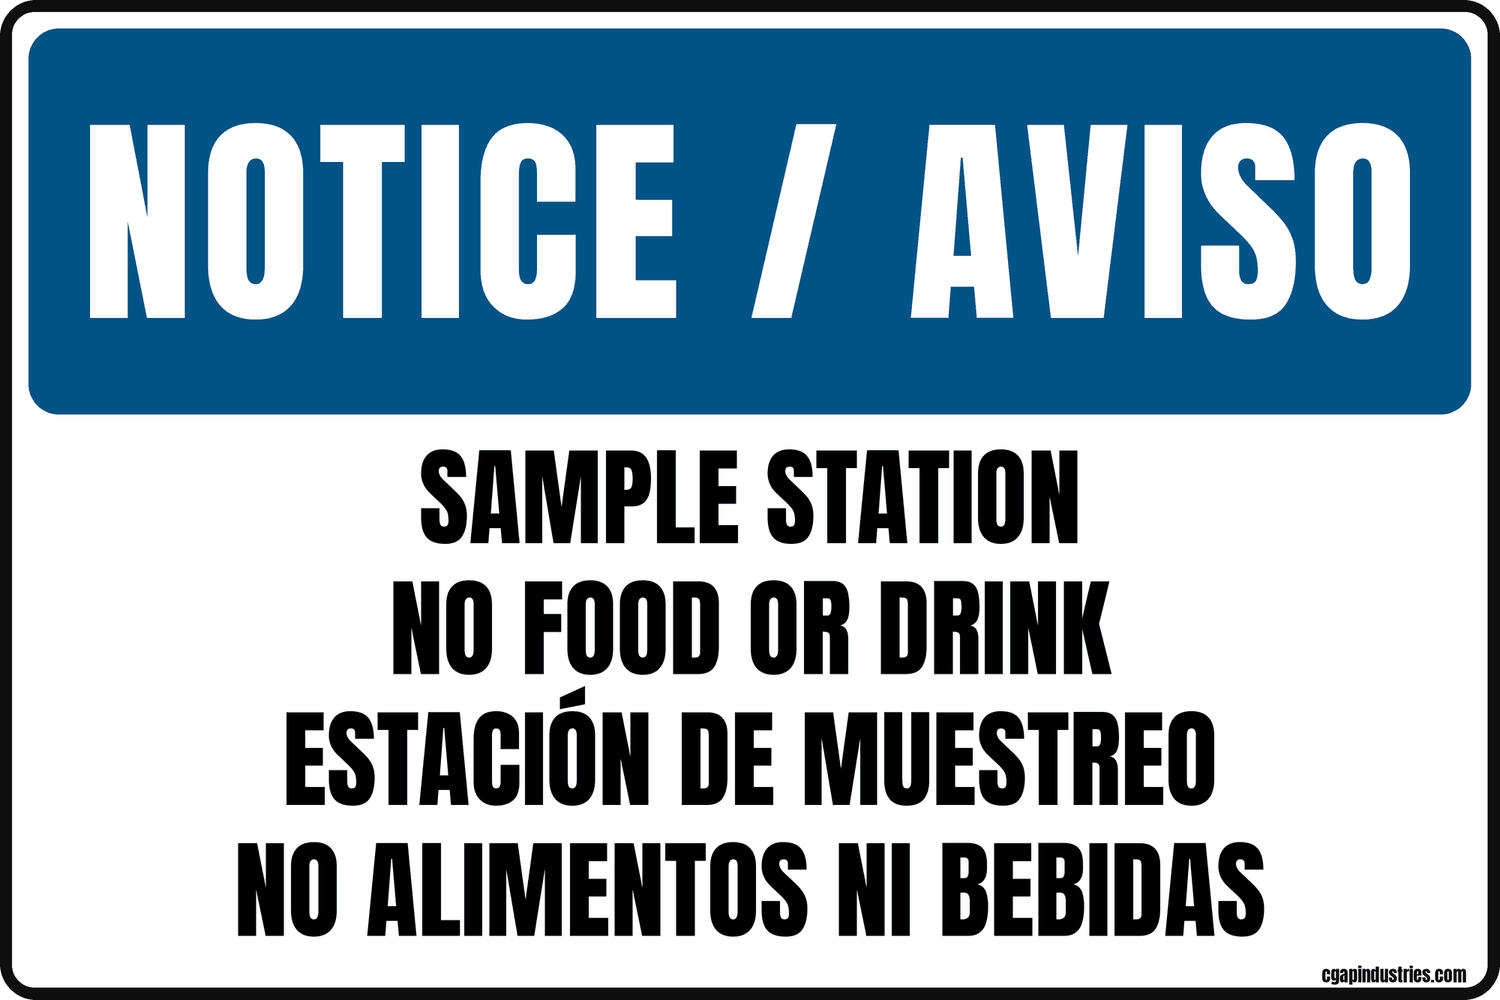 NOTICE / AVISO
SAMPLE STATION
NO FOOD OR DRINK
ESTACIÓN DE MUESTREO
NO ALIMENTOS NI BEBIDAS
cgapindustries.com